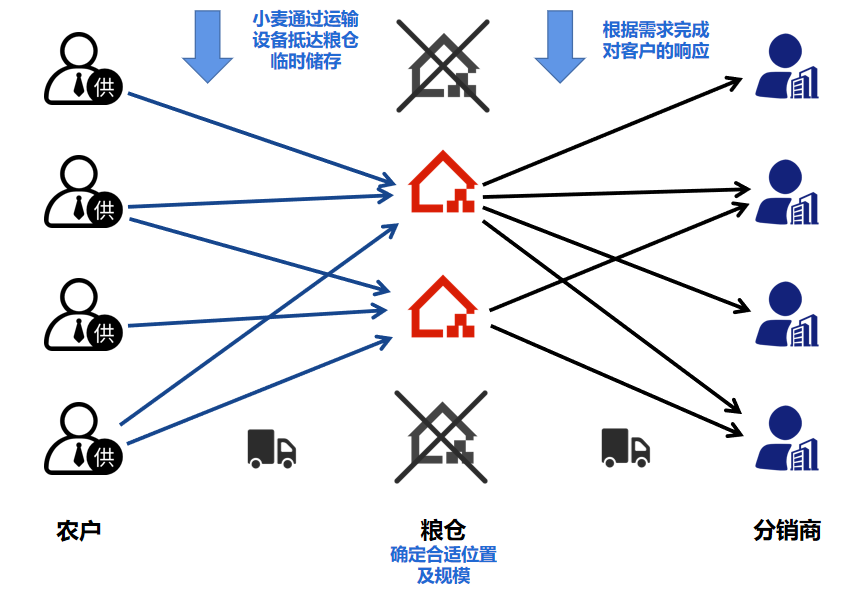 小麦通过运输
设备抵达粮仓
临时储存
根据需求完成
对客户的响应
供
供
供
供
农户
粮仓
分销商
确定合适位置
及规模